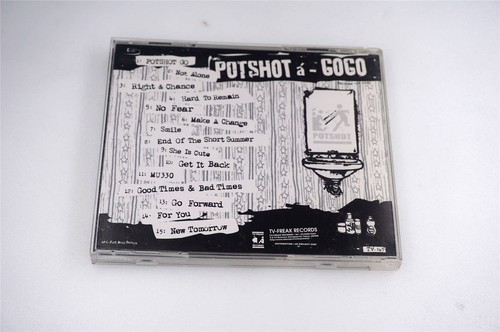 POTSHOT à - GOGO
1: POTSHOT GO
2: Not Alone
3: Right & Chance
4: Hard To Remain
5: No Fear
6: Make A Change
7: Smile
8: End Of The Short Summer
9: She Is Cute
10: Get It Back
11: MU330
12: Good Times & Bad Times
13: Go Forward
14: For You
15: New Tomorrow
POTSHOT
TV-FREAK RECORDS